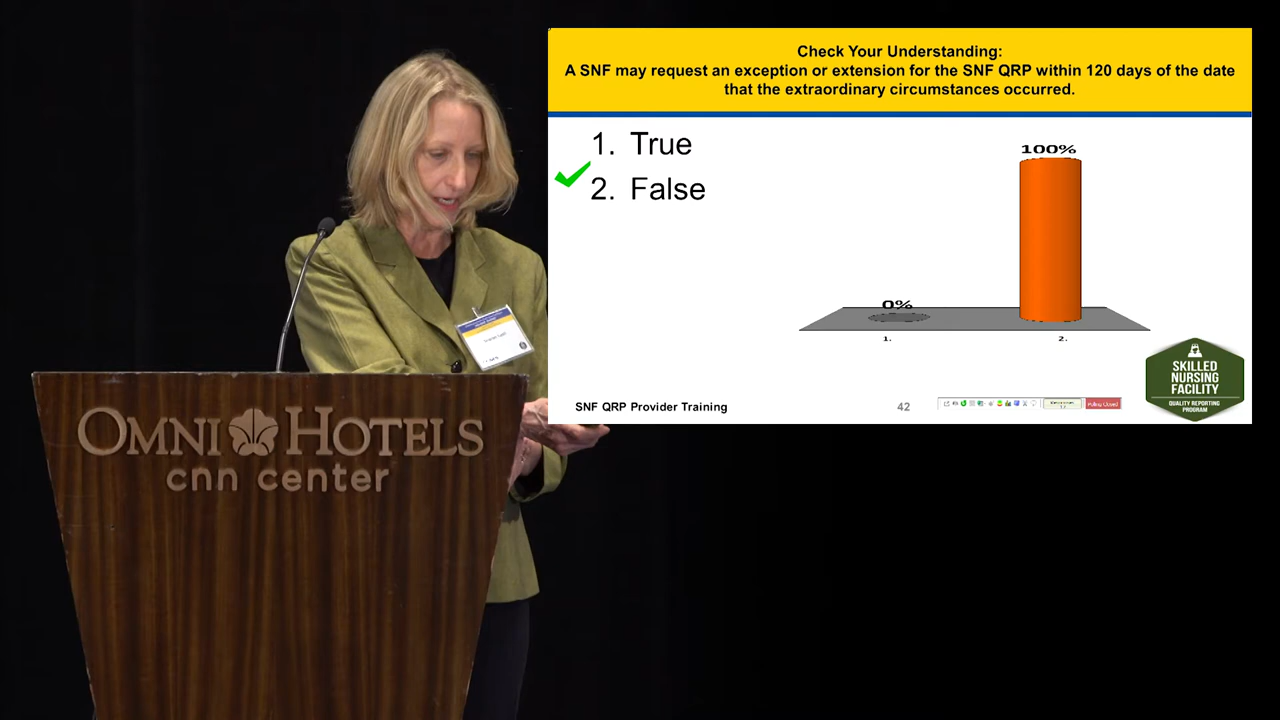 Check Your Understanding:
A SNF may request an exception or extension for the SNF QRP within 120 days of the date
that the extraordinary circumstances occurred.
1. True
2. False
100%
0%
1.
2.
SKILLED
NURSING
FACILITY
QUALITY REPORTING
PROGRAM
SNF QRP Provider Training
42
Polling Closed
OMNI HOTELS
cnn center